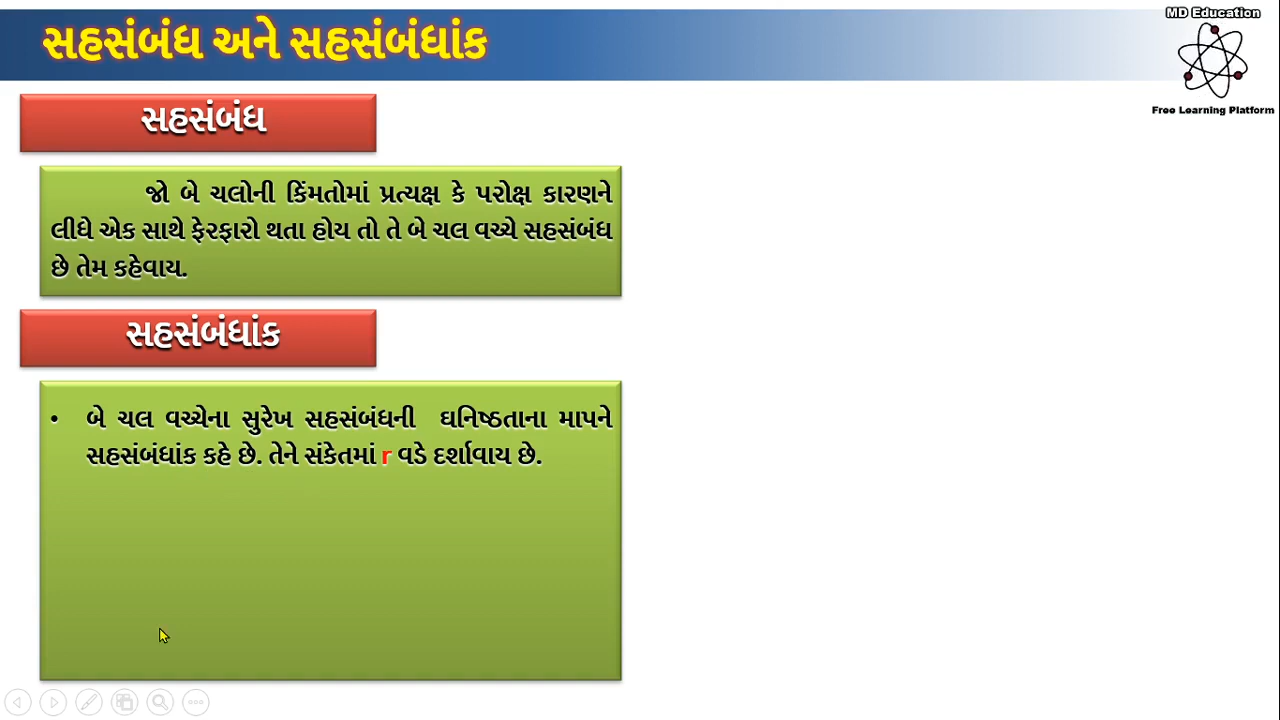 સહસંબંધ અને સહસંબંધાંક
MD Education
Free Learning Platform
સહસંબંધ
જો બે ચલોની કિંમતોમાં પ્રત્યક્ષ કે પરોક્ષ કારણને
લીધે એક સાથે ફેરફારો થતા હોય તો તે બે ચલ વચ્ચે સહસંબંધ
છે તેમ કહેવાય.
સહસંબંધાંક
• બે ચલ વચ્ચેના સુરેખ સહસંબંધની ઘનિષ્ઠતાના માપને
સહસંબંધાંક કહે છે. તેને સંકેતમાં r વડે દર્શાવાય છે.